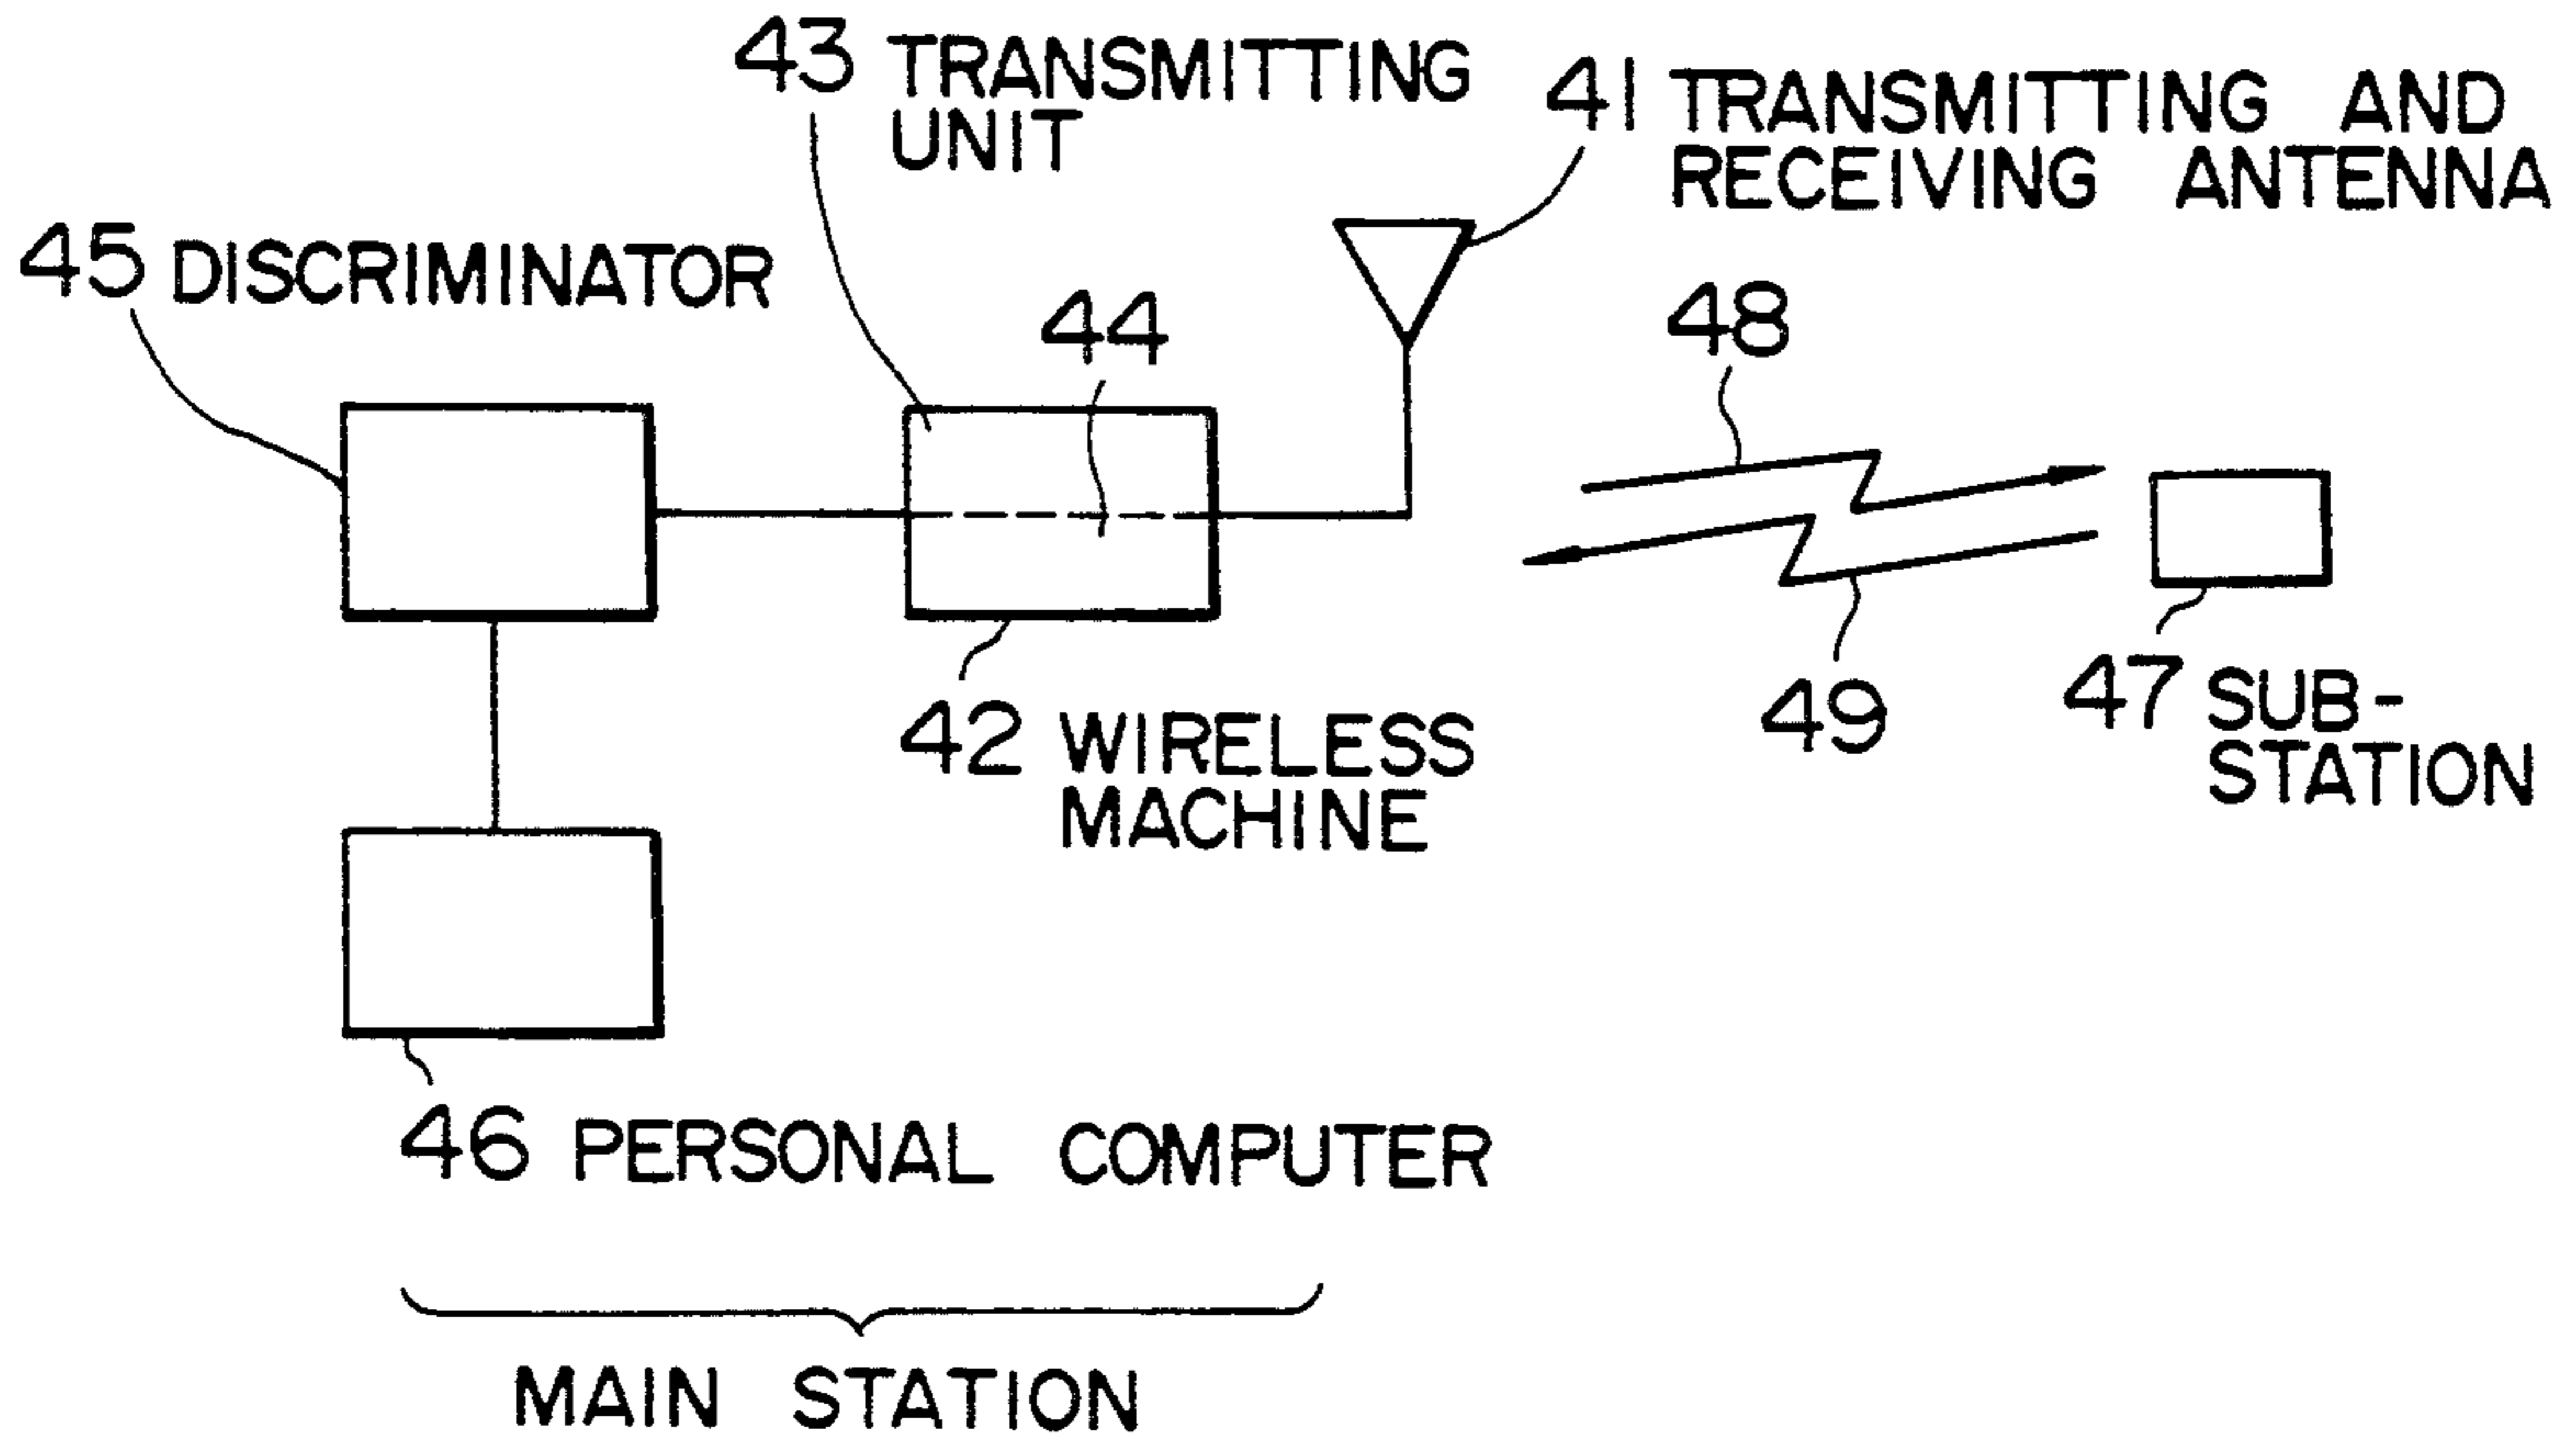 43 TRANSMITTING
UNIT
41 TRANSMITTING AND
RECEIVING ANTENNA
45 DISCRIMINATOR
44
48
42 WIRELESS
MACHINE
49
47 SUB-
STATION
46 PERSONAL COMPUTER
MAIN STATION